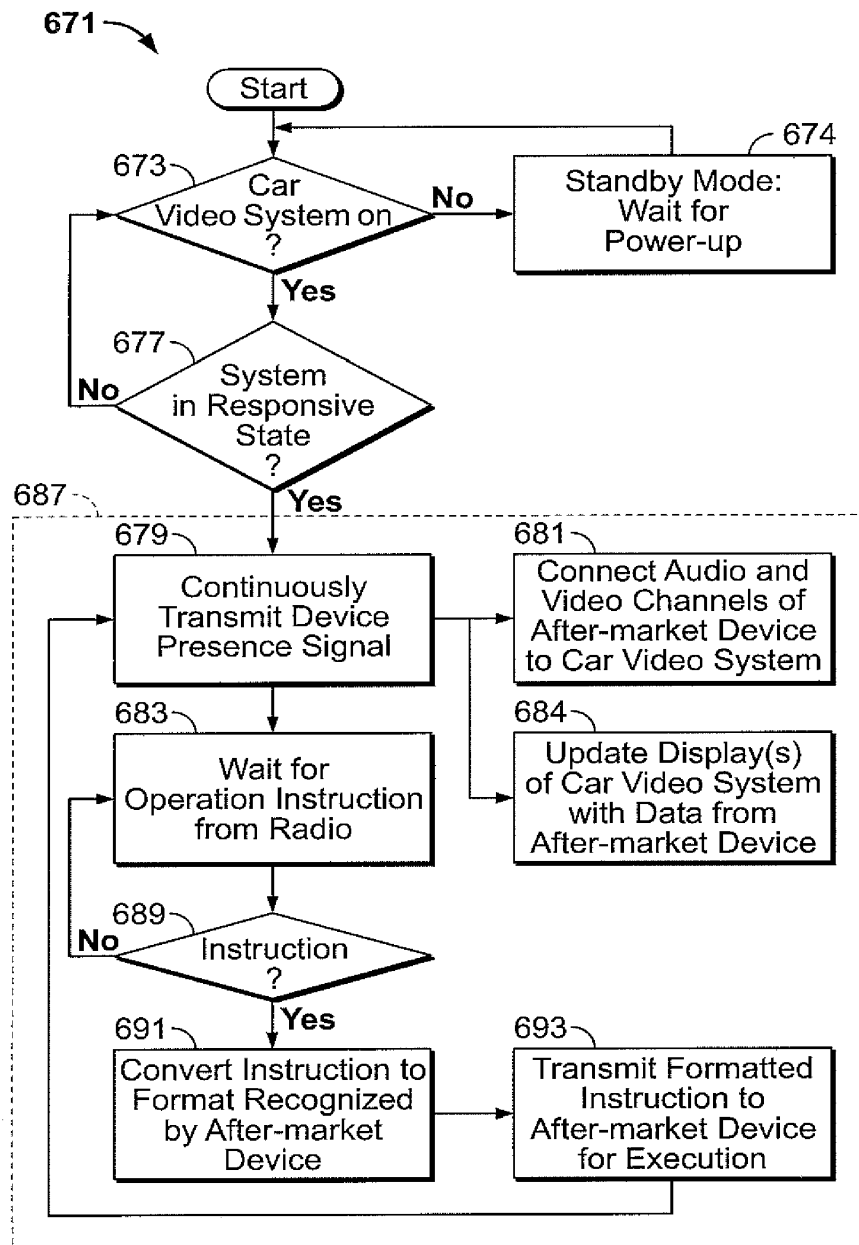 671
Start
673
Car
Video System on
?
No
674
Standby Mode:
Wait for
Power-up
Yes
677
System
in Responsive
State
?
No
Yes
687
679
Continuously
Transmit Device
Presence Signal
681
Connect Audio and
Video Channels of
After-market Device
to Car Video System
683
Wait for
Operation Instruction
from Radio
684
Update Display(s)
of Car Video System
with Data from
After-market Device
689
Instruction
?
No
Yes
691
Convert Instruction to
Format Recognized
by After-market
Device
693
Transmit Formatted
Instruction to
After-market Device
for Execution